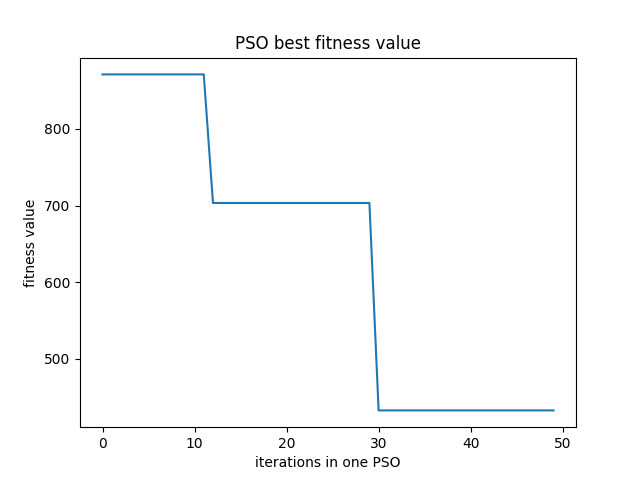 PSO best fitness value
fitness value
800
700
600
500
0 10 20 30 40 50
iterations in one PSO